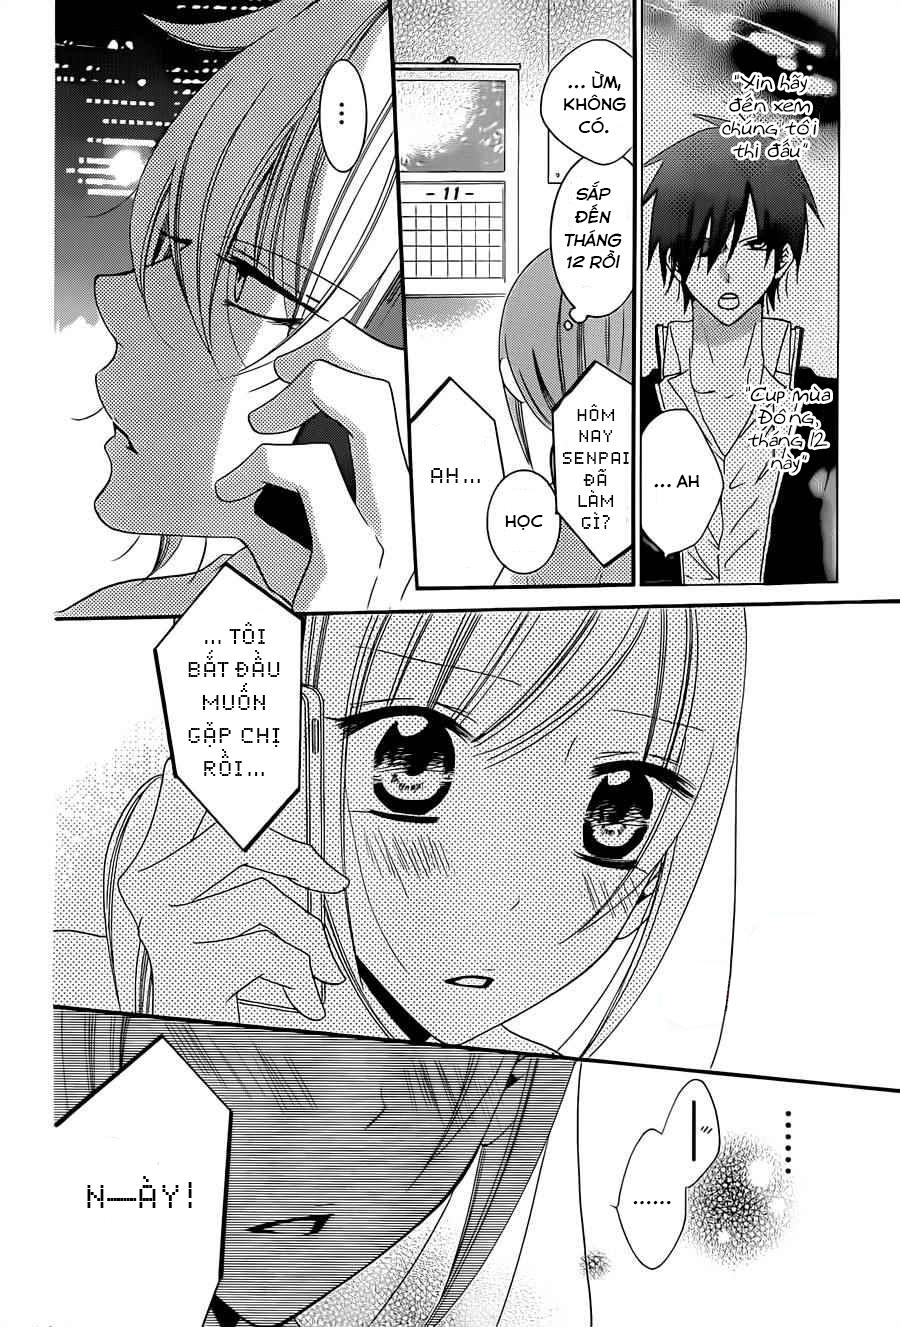 "Xin hãy
đến xem
chúng tôi
thi đấu"
"Cup mùa
Đông,
tháng 12
này"
... AH
... ỪM,
KHÔNG
CÓ.
SẮP
ĐẾN
THÁNG
12 RỒI
- 11 -
HÔM
NAY
SENPAI
ĐÃ
LÀM
GÌ?
HỌC
AH...
...
... TÔI
BẮT ĐẦU
MUỐN
GẶP CHỊ
RỒI...
......
N—ÀY!